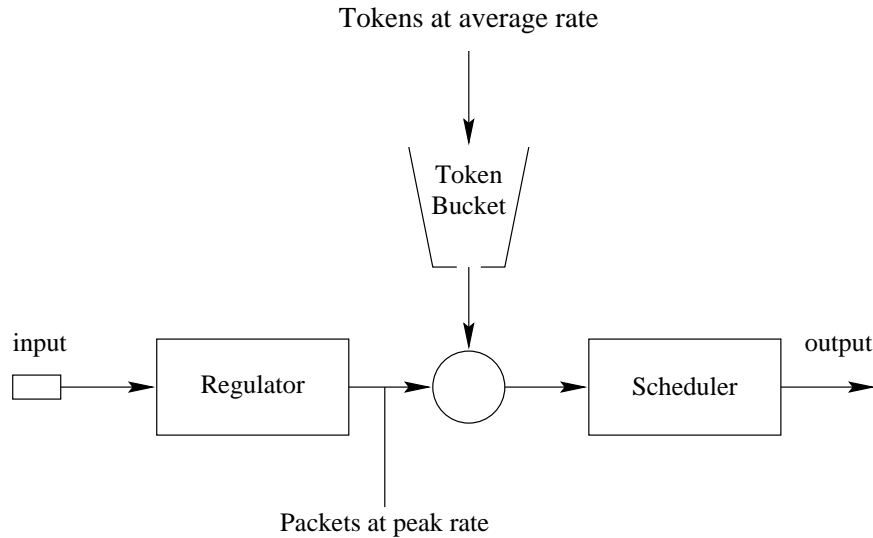 Tokens at average rate
Token
Bucket
input
Regulator
Scheduler
output
Packets at peak rate